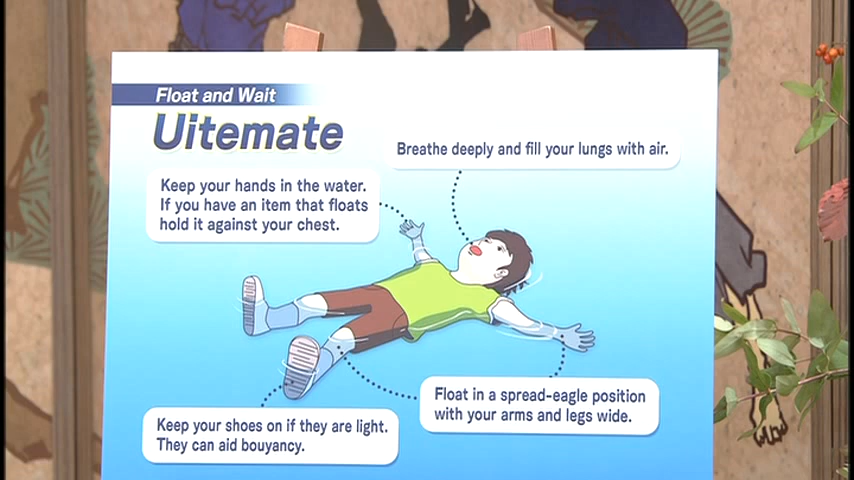 Float and Wait
Uitemate
Breathe deeply and fill your lungs with air.
Keep your hands in the water.
If you have an item that floats
hold it against your chest.
Float in a spread-eagle position
with your arms and legs wide.
Keep your shoes on if they are light.
They can aid bouyancy.